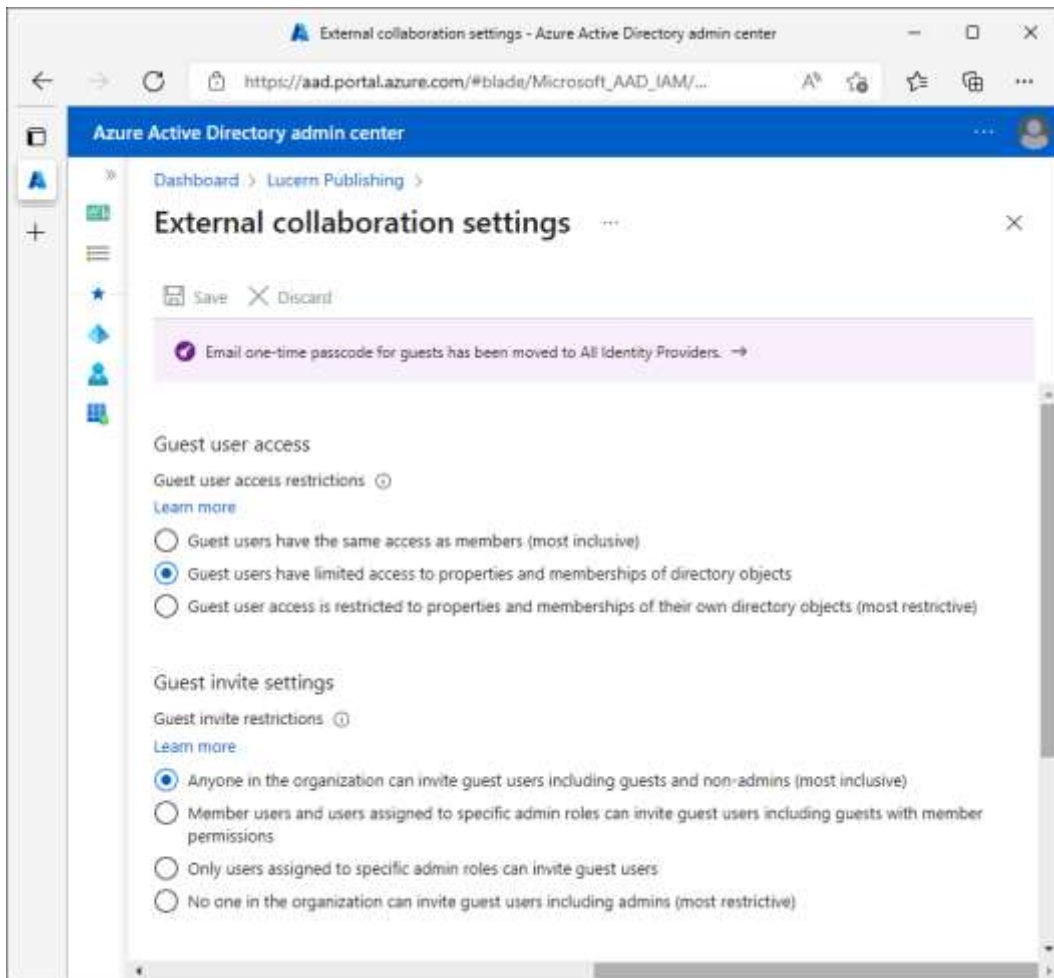 External collaboration settings - Azure Active Directory admin center
https://aad.portal.azure.com/#blade/Microsoft_AAD_IAM/...
Azure Active Directory admin center
Dashboard > Lucern Publishing >
External collaboration settings ...
Save Discard
Email one-time passcode for guests has been moved to All Identity Providers. →
Guest user access
Guest user access restrictions
Learn more
Guest users have the same access as members (most inclusive)
Guest users have limited access to properties and memberships of directory objects
Guest user access is restricted to properties and memberships of their own directory objects (most restrictive)
Guest invite settings
Guest invite restrictions
Learn more
Anyone in the organization can invite guest users including guests and non-admins (most inclusive)
Member users and users assigned to specific admin roles can invite guest users including guests with member
permissions
Only users assigned to specific admin roles can invite guest users
No one in the organization can invite guest users including admins (most restrictive)